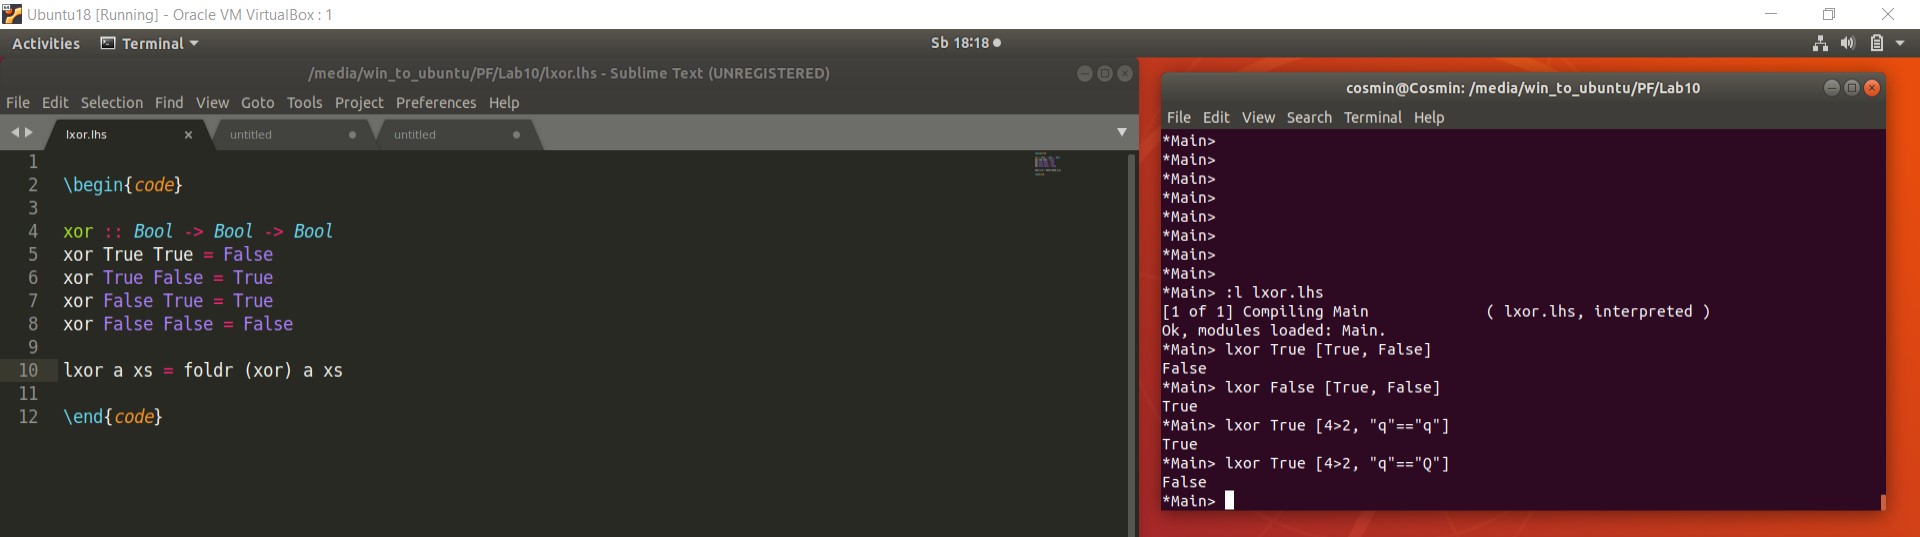 Ubuntu18 [Running] - Oracle VM VirtualBox : 1
Activities Terminal Sb 18:18
/media/win_to_ubuntu/PF/Lab10/lxor.lhs - Sublime Text (UNREGISTERED)
File Edit Selection Find View Goto Tools Project Preferences Help
lxor.lhs untitled untitled
1
2 \begin{code}
3
4 xor :: Bool -> Bool -> Bool
5 xor True True = False
6 xor True False = True
7 xor False True = True
8 xor False False = False
9
10 lxor a xs = foldr (xor) a xs
11
12 \end{code}
cosmin@Cosmin: /media/win_to_ubuntu/PF/Lab10
File Edit View Search Terminal Help
*Main>
*Main>
*Main>
*Main>
*Main>
*Main>
*Main>
*Main>
*Main> :l lxor.lhs
[1 of 1] Compiling Main ( lxor.lhs, interpreted )
Ok, modules loaded: Main.
*Main> lxor True [True, False]
False
*Main> lxor False [True, False]
True
*Main> lxor True [4>2, "q"=="q"]
True
*Main> lxor True [4>2, "q"=="Q"]
False
*Main>